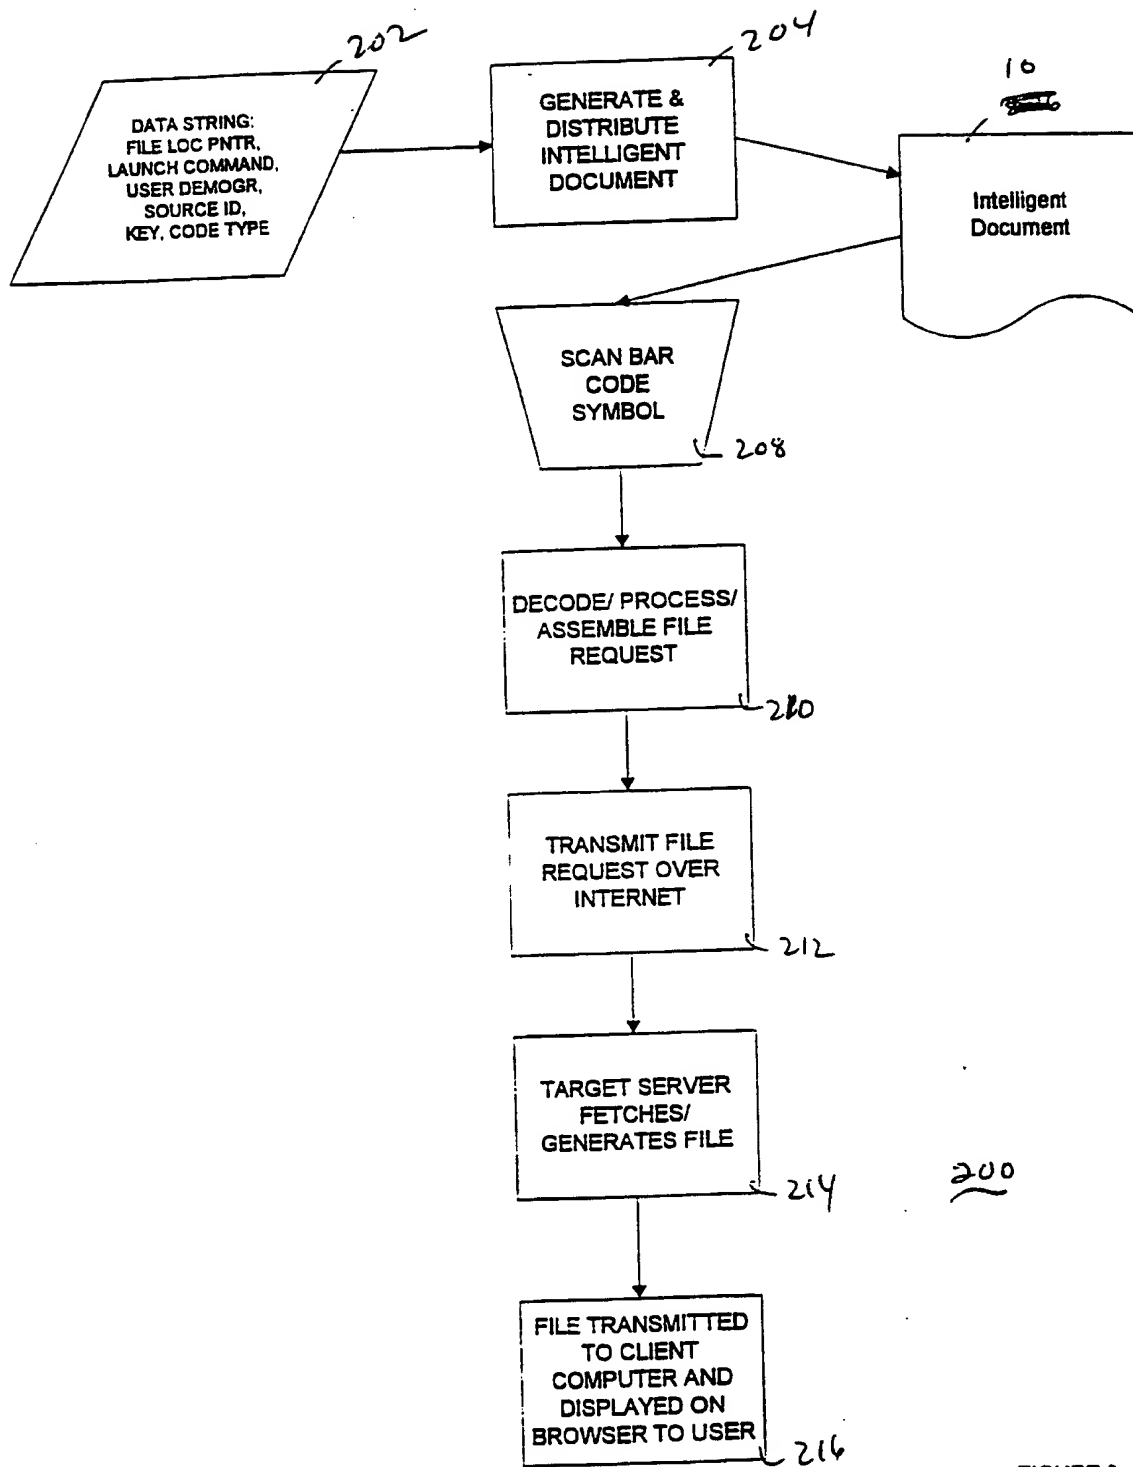 202
204
10
DATA STRING:
FILE LOC PNTR,
LAUNCH COMMAND,
USER DEMOGR,
SOURCE ID,
KEY, CODE TYPE
GENERATE &
DISTRIBUTE
INTELLIGENT
DOCUMENT
Intelligent
Document
SCAN BAR
CODE
SYMBOL
208
DECODE/ PROCESS/
ASSEMBLE FILE
REQUEST
210
TRANSMIT FILE
REQUEST OVER
INTERNET
212
TARGET SERVER
FETCHES/
GENERATES FILE
214
200
FILE TRANSMITTED
TO CLIENT
COMPUTER AND
DISPLAYED ON
BROWSER TO USER
216